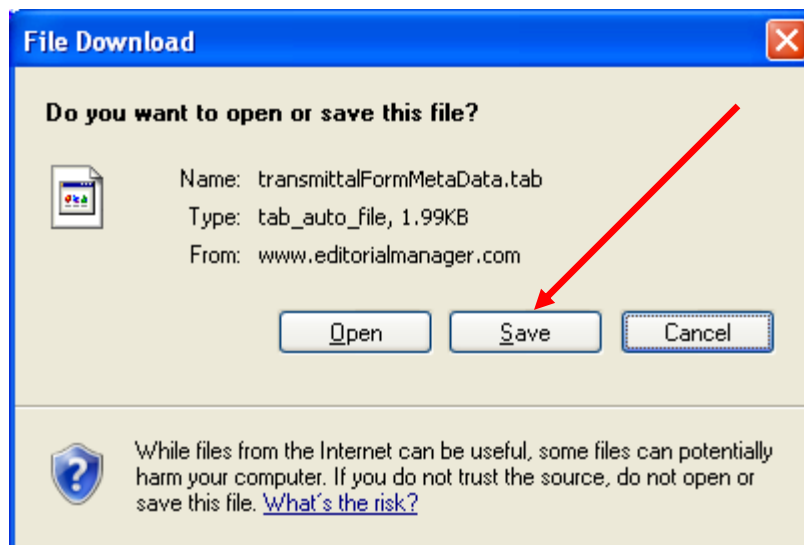 File Download
Do you want to open or save this file?
Name: transmittalFormMetaData.tab
Type: tab_auto_file, 1.99KB
From: www.editorialmanager.com
Open Save Cancel
While files from the Internet can be useful, some files can potentially
harm your computer. If you do not trust the source, do not open or
save this file. What's the risk?